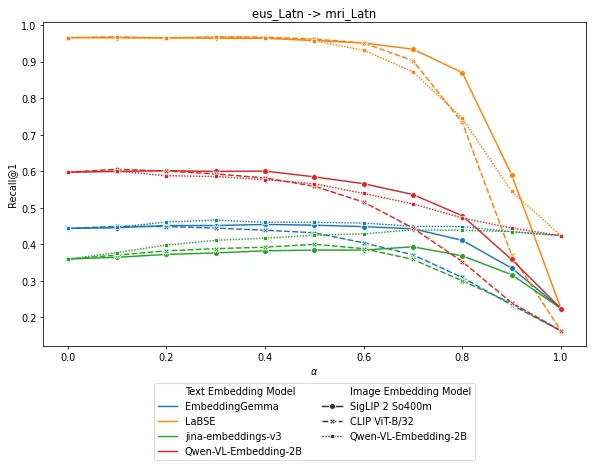 eus_Latn -> mri_Latn
1.0
0.9
0.8
0.7
0.6
0.5
0.4
0.3
0.2
Recall@1
0.0 0.2 0.4 0.6 0.8 1.0
α
Text Embedding Model
EmbeddingGemma
LaBSE
jina-embeddings-v3
Qwen-VL-Embedding-2B
Image Embedding Model
SigLIP 2 So400m
CLIP ViT-B/32
Qwen-VL-Embedding-2B